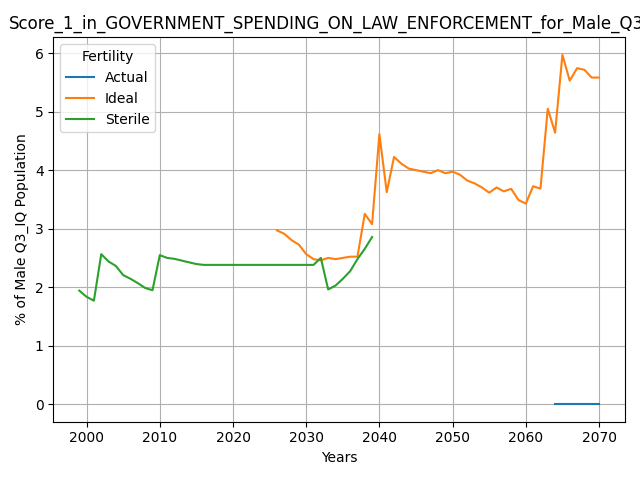 Score_1_in_GOVERNMENT_SPENDING_ON_LAW_ENFORCEMENT_for_Male_Q3
Fertility
Actual
Ideal
Sterile
% of Male Q3_IQ Population
6
5
4
3
2
1
0
2000 2010 2020 2030 2040 2050 2060 2070
Years